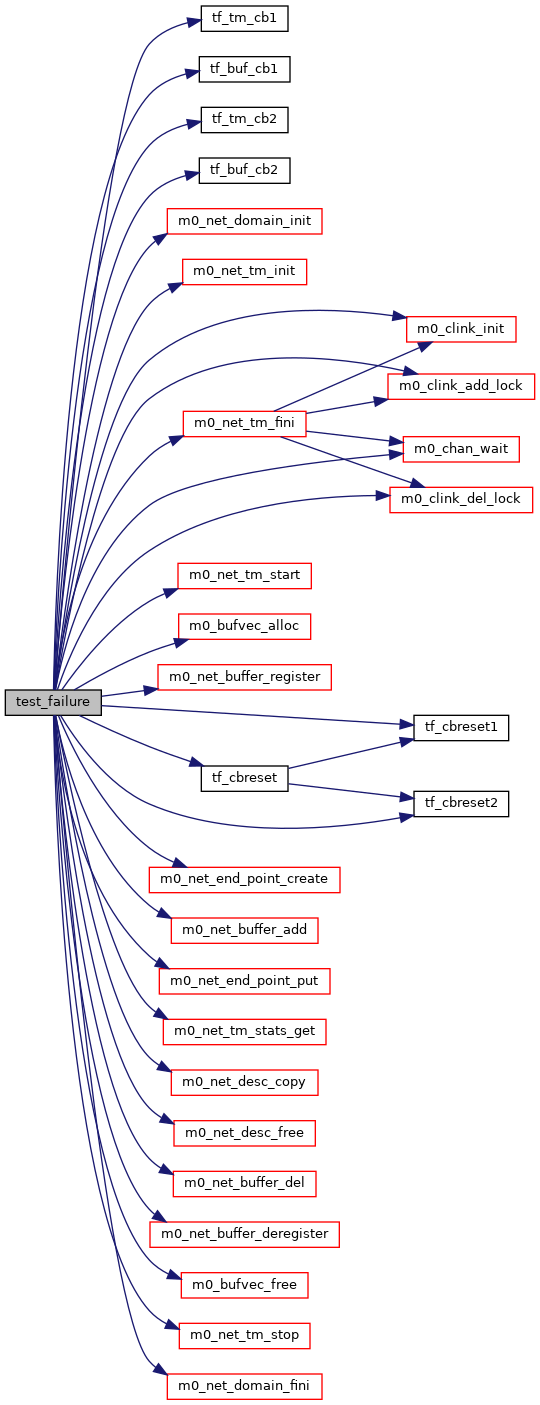 tf_tm_cb1
tf_buf_cb1
tf_tm_cb2
tf_buf_cb2
m0_net_domain_init
m0_net_tm_init
m0_clink_init
m0_clink_add_lock
m0_net_tm_fini
m0_chan_wait
m0_clink_del_lock
m0_net_tm_start
m0_bufvec_alloc
m0_net_buffer_register
test_failure
tf_cbreset1
tf_cbreset
tf_cbreset2
m0_net_end_point_create
m0_net_buffer_add
m0_net_end_point_put
m0_net_tm_stats_get
m0_net_desc_copy
m0_net_desc_free
m0_net_buffer_del
m0_net_buffer_deregister
m0_bufvec_free
m0_net_tm_stop
m0_net_domain_fini